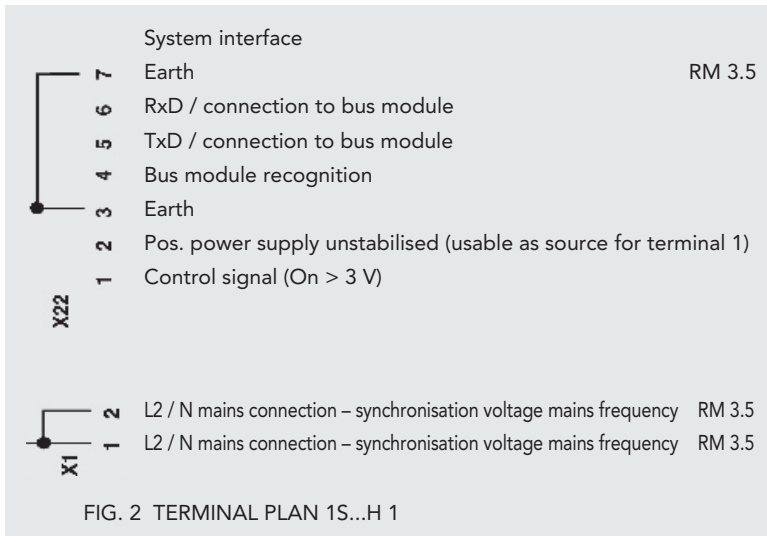 System interface
7 Earth RM 3.5
6 RxD / connection to bus module
5 TxD / connection to bus module
4 Bus module recognition
3 Earth
2 Pos. power supply unstabilised (usable as source for terminal 1)
1 Control signal (On > 3 V)
X22
2 L2 / N mains connection – synchronisation voltage mains frequency RM 3.5
1 L2 / N mains connection – synchronisation voltage mains frequency RM 3.5
X1
FIG. 2 TERMINAL PLAN 1S...H 1